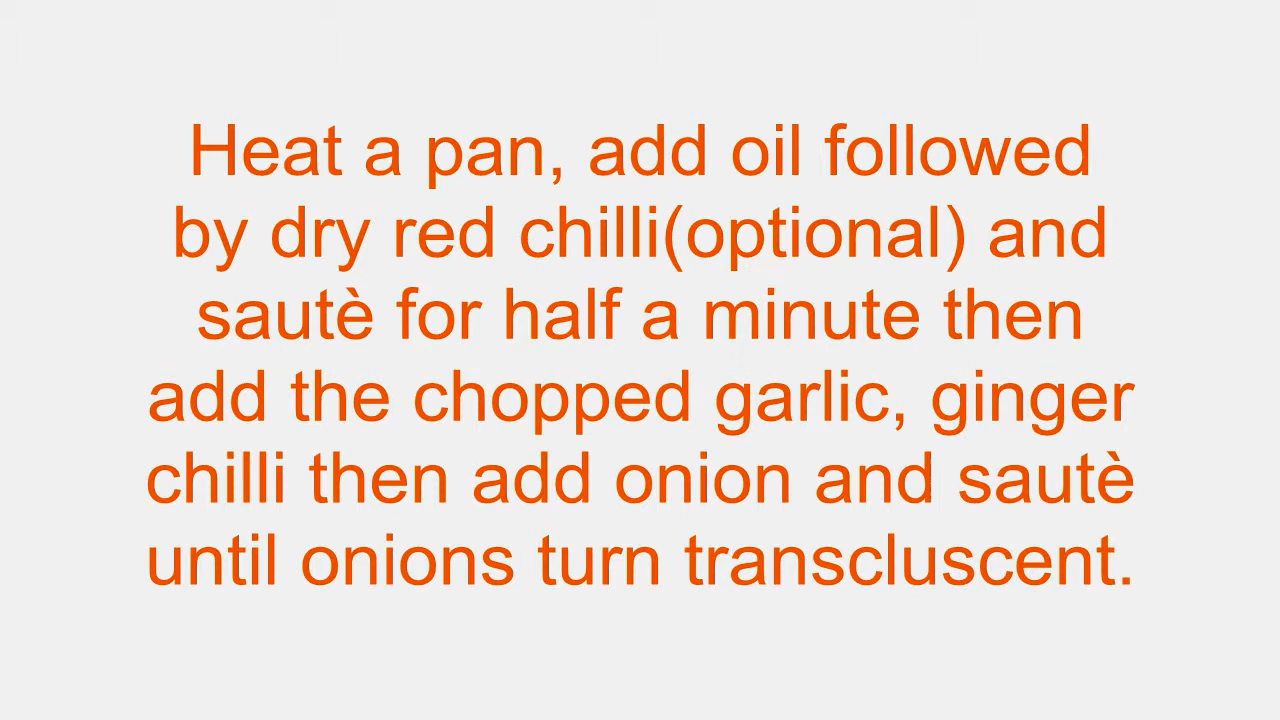 Heat a pan, add oil followed
by dry red chilli(optional) and
sautè for half a minute then
add the chopped garlic, ginger
chilli then add onion and sautè
until onions turn transcluscent.